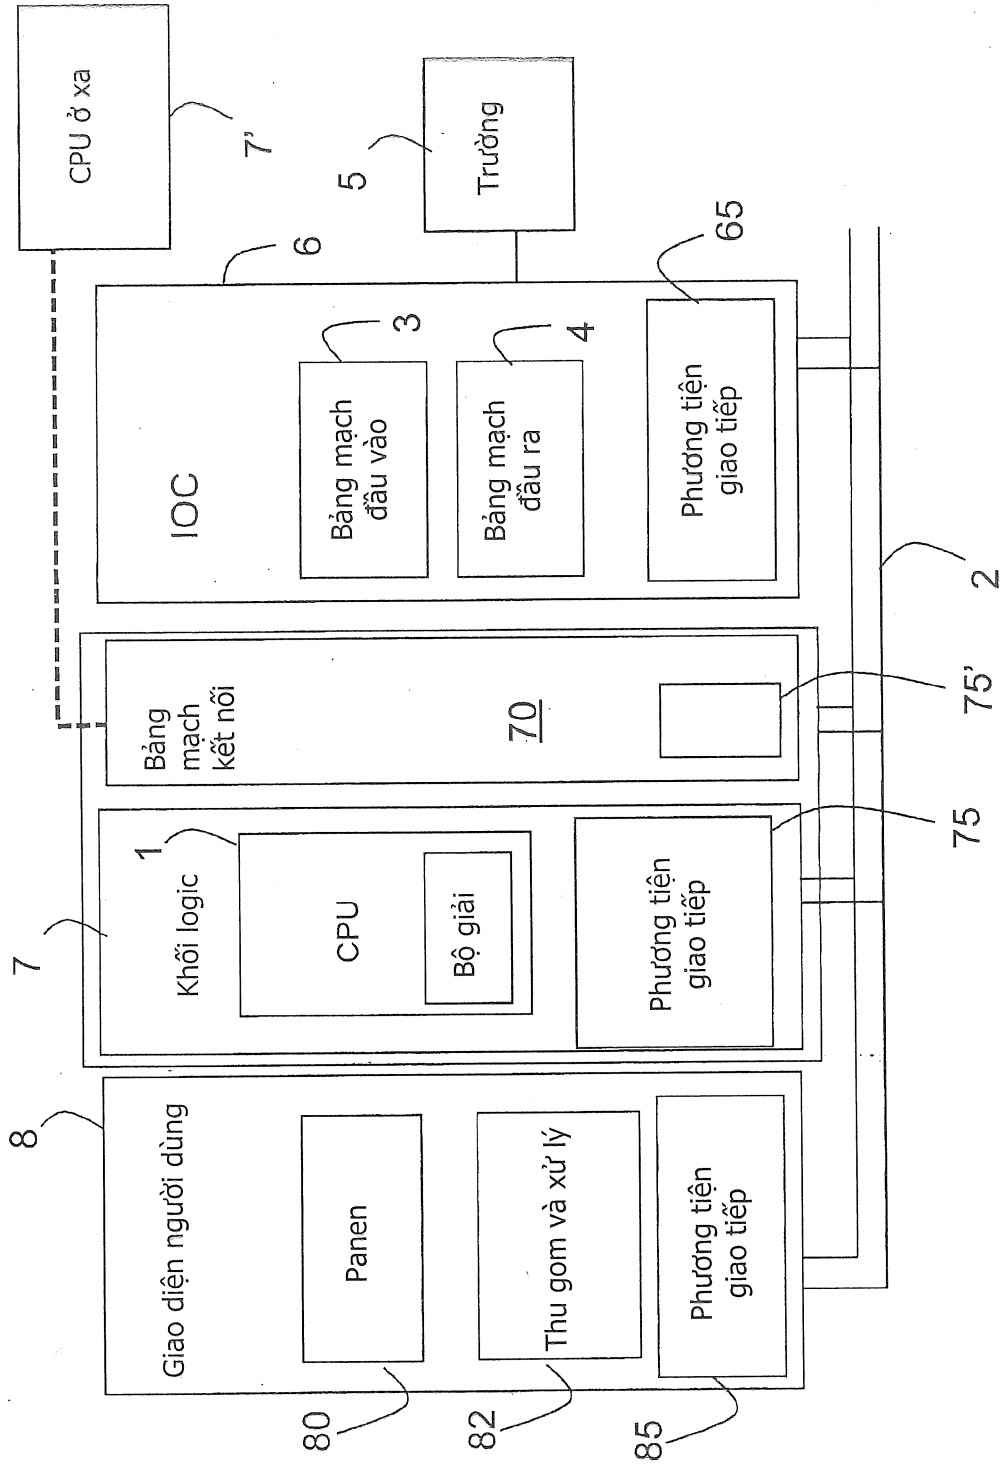 8
Giao diện người dùng
80
Panen
82
Thu gom và xử lý
85
Phương tiện
giao tiếp
7
Khối logic
1
CPU
Bộ giải
Phương tiện
giao tiếp
75
Bảng
mạch
kết nối
70
75'
6
IOC
Bảng mạch
đầu vào
3
Bảng mạch
đầu ra
4
Phương tiện
giao tiếp
65
2
5
Trường
CPU ở xa
7'